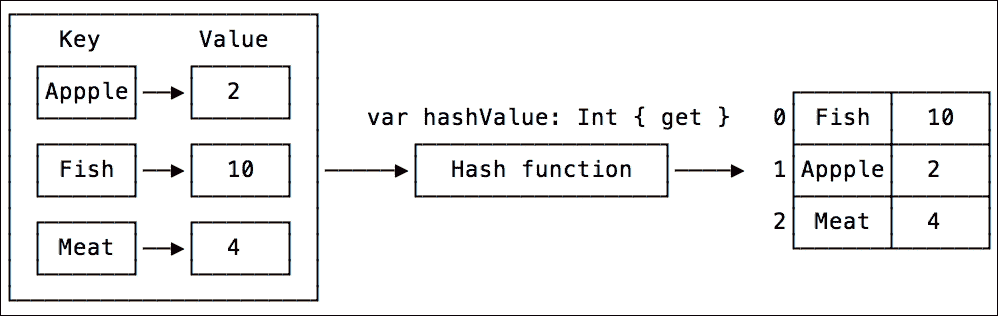 Key Value
Appple 2
var hashValue: Int { get }
0 Fish 10
Fish 10
Hash function
1 Appple 2
Meat 4
2 Meat 4